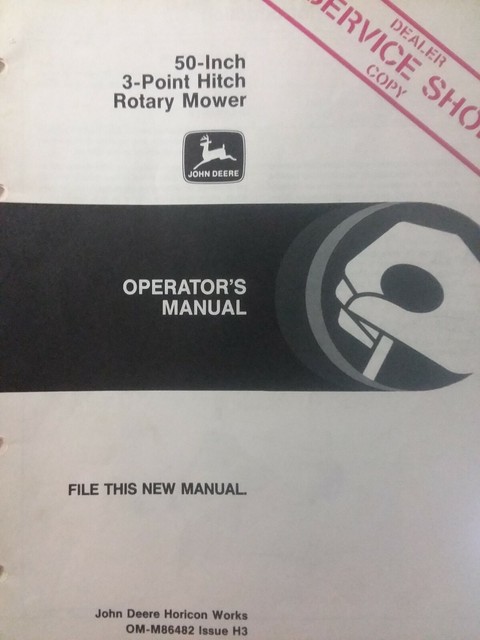 50-Inch
3-Point Hitch
Rotary Mower
DEALER
SERVICE SHO
COPY
JOHN DEERE
OPERATOR'S
MANUAL
FILE THIS NEW MANUAL.
John Deere Horicon Works
OM-M86482 Issue H3